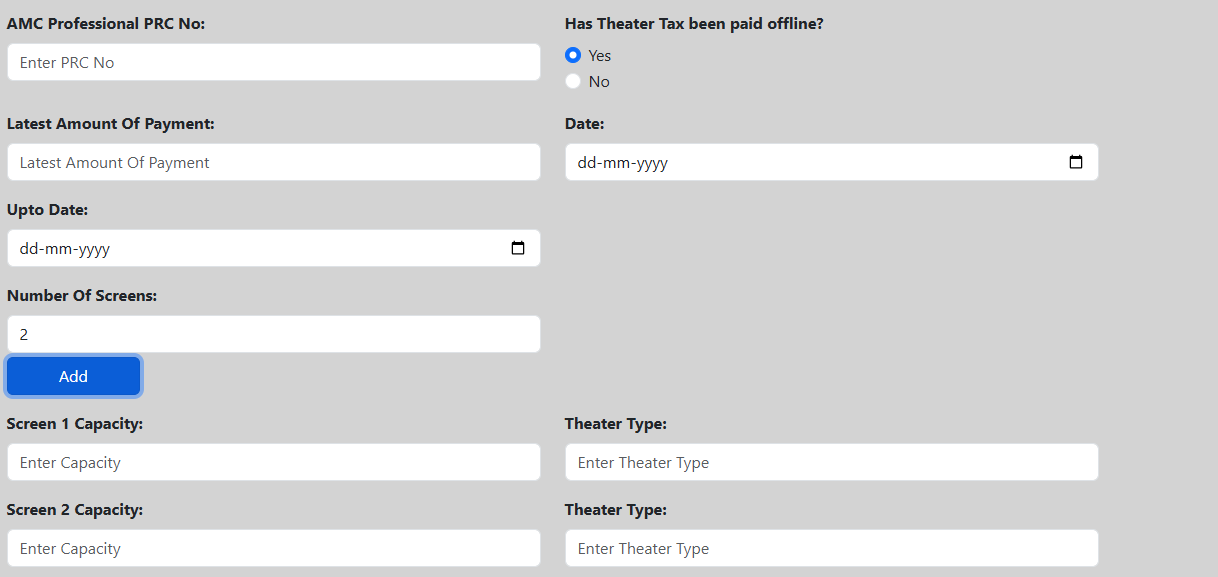 AMC Professional PRC No:
Has Theater Tax been paid offline?
Enter PRC No
Yes
No
Latest Amount Of Payment:
Date:
Latest Amount Of Payment
dd-mm-yyyy
Upto Date:
dd-mm-yyyy
Number Of Screens:
2
Add
Screen 1 Capacity:
Theater Type:
Enter Capacity
Enter Theater Type
Screen 2 Capacity:
Theater Type:
Enter Capacity
Enter Theater Type